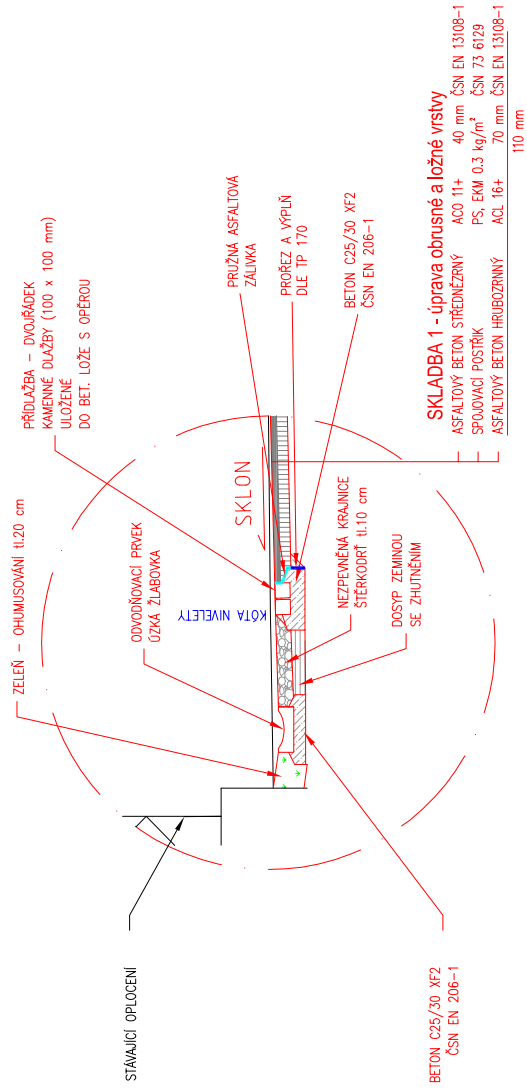 STÁVAJÍCÍ OPLOCENÍ
ZELEŇ – OHUMUSOVÁNÍ tl.20 cm
ODVODŇOVACÍ PRVEK
ÚZKÁ ŽLABOVKA
PŘÍDLAŽBA – DVOJŘÁDEK
KAMENNÉ DLAŽBY (100 x 100 mm)
ULOŽENÉ
DO BET. LOŽE S OPĚROU
KÓTA NIVELETY
SKLON
PRUŽNÁ ASFALTOVÁ
ZÁLIVKA
PROŘEZ A VÝPLŇ
DLE TP 170
BETON C25/30 XF2
ČSN EN 206–1
NEZPEVNĚNÁ KRAJNICE
ŠTĚRKODRŤ tl.10 cm
DOSYP ZEMINOU
SE ZHUTNĚNÍM
BETON C25/30 XF2
ČSN EN 206–1
SKLADBA 1 - úprava obrusné a ložné vrstvy
ASFALTOVÝ BETON STŘEDNĚZRNÝ ACO 11+ 40 mm ČSN EN 13108–1
SPOJOVACÍ POSTŘIK PS, EKM 0.3 kg/m² ČSN 73 6129
ASFALTOVÝ BETON HRUBOZRNNÝ ACL 16+ 70 mm ČSN EN 13108–1
110 mm